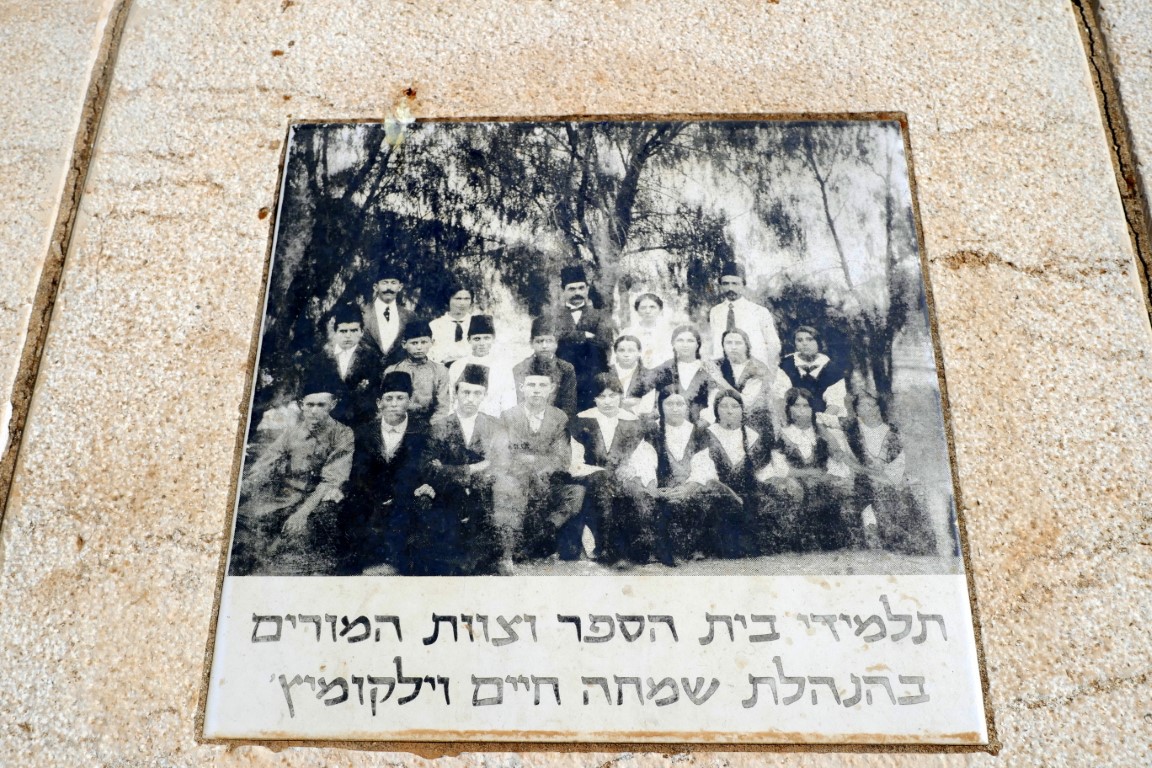 תלמידי בית הספר וצוות המורים
בהנהלת שמחה חיים וילקומיץ'